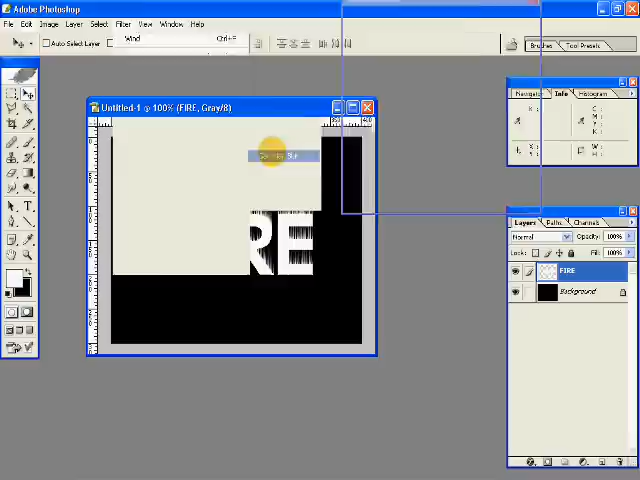 Adobe Photoshop
File Edit Image Layer Select Filter View Window Help
Auto Select Layer
Wind Ctrl+F
Brushes Tool Presets
Untitled-1 @ 100% (FIRE, Gray/8)
Gaussian Blur
RE
Navigator Info Histogram
K : C :
M :
Y :
K :
X : W :
Y : H :
Layers Paths Channels
Normal Opacity: 100%
Lock: Fill: 100%
FIRE
Background